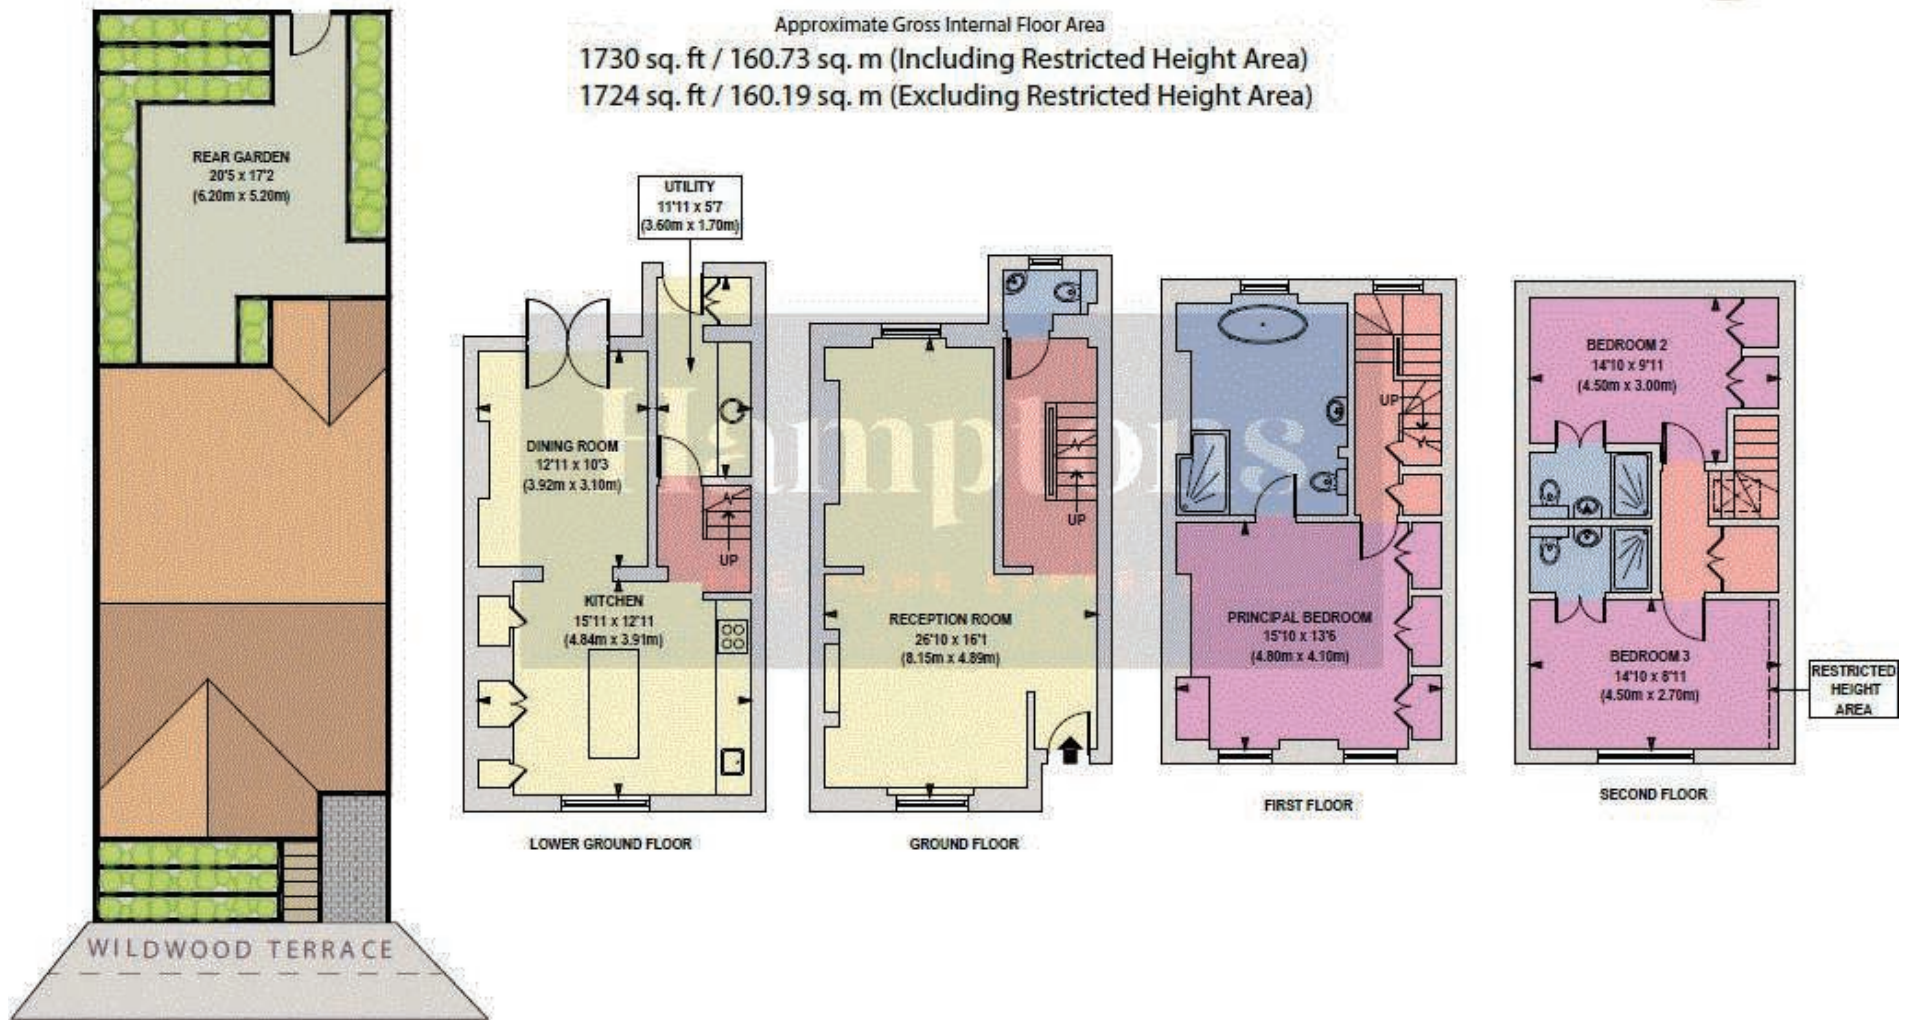 Approximate Gross Internal Floor Area
1730 sq. ft / 160.73 sq. m (Including Restricted Height Area)
1724 sq. ft / 160.19 sq. m (Excluding Restricted Height Area)
REAR GARDEN
20'5 x 17'2
(6.20m x 5.20m)
WILDWOOD TERRACE
UTILITY
11'11 x 5'7
(3.60m x 1.70m)
DINING ROOM
12'11 x 10'3
(3.92m x 3.10m)
UP
KITCHEN
15'11 x 12'11
(4.84m x 3.91m)
LOWER GROUND FLOOR
UP
RECEPTION ROOM
26'10 x 16'1
(8.15m x 4.89m)
GROUND FLOOR
UP
PRINCIPAL BEDROOM
15'10 x 13'6
(4.80m x 4.10m)
FIRST FLOOR
BEDROOM 2
14'10 x 9'11
(4.50m x 3.00m)
BEDROOM 3
14'10 x 8'11
(4.50m x 2.70m)
RESTRICTED
HEIGHT
AREA
SECOND FLOOR
Hamptons